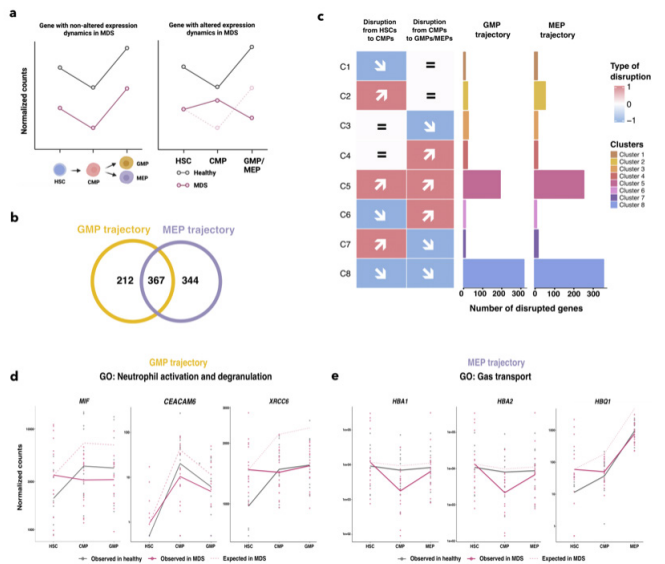 a
Gene with non-altered expression
dynamics in MDS
Gene with altered expression
dynamics in MDS
Normalized counts
HSC
CMP
GMP
MEP
HSC
CMP
GMP/
MEP
Healthy
MDS
b
GMP trajectory
MEP trajectory
212
367
344
c
Disruption
from HSCs
to CMPs
Disruption
from CMPs
to GMPs/MEPs
GMP
trajectory
MEP
trajectory
C1
=
C2
=
C3
=
C4
=
C5
C6
C7
C8
0 100 200 300
0 100 200 300
Number of disrupted genes
Type of
disruption
1
0
−1
Clusters
Cluster 1
Cluster 2
Cluster 3
Cluster 4
Cluster 5
Cluster 6
Cluster 7
Cluster 8
GMP trajectory
d
GO: Neutrophil activation and degranulation
MIF
CEACAM6
XRCC6
Normalized counts
HSC
CMP
GMP
HSC
CMP
GMP
HSC
CMP
GMP
Observed in healthy
Observed in MDS
Expected in MDS
MEP trajectory
e
GO: Gas transport
HBA1
HBA2
HBQ1
HSC
CMP
MEP
HSC
CMP
MEP
HSC
CMP
MEP
Observed in healthy
Observed in MDS
Expected in MDS